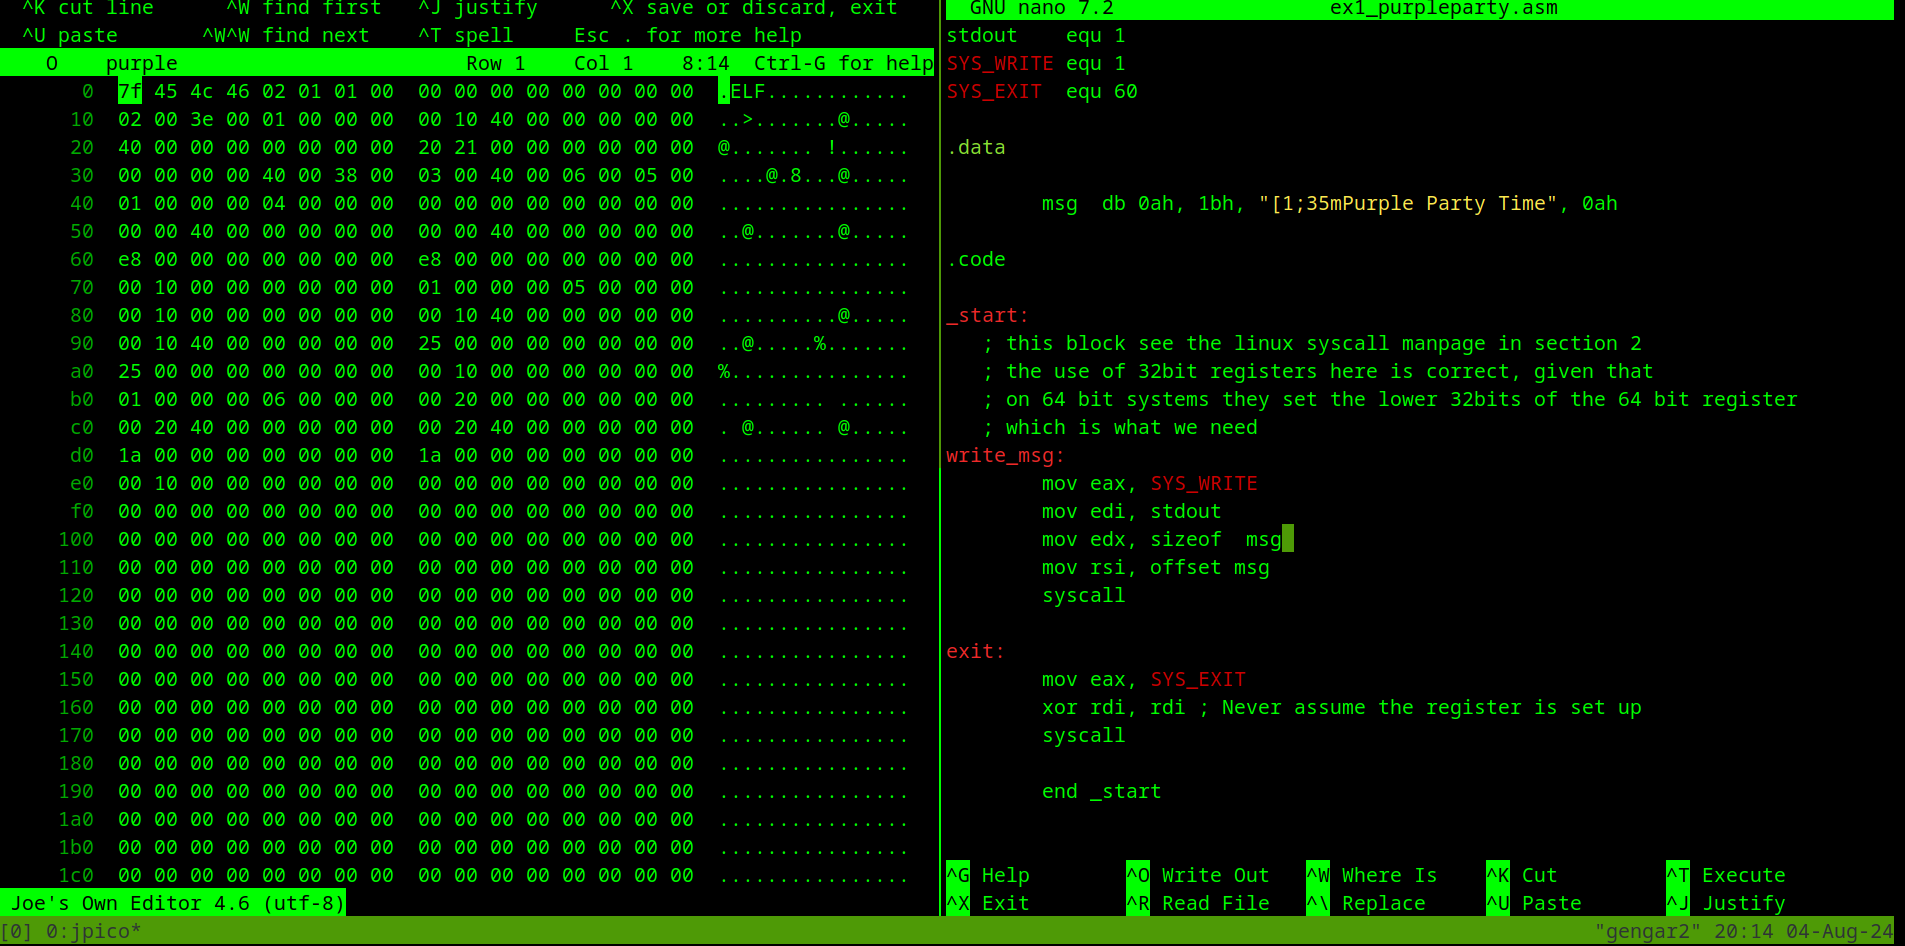 ^K cut line      ^W find first   ^J justify      ^X save or discard, exit
^U paste       ^W^W find next    ^T spell     Esc . for more help
O    purple                        Row 1    Col 1    8:14  Ctrl-G for help
0  7f 45 4c 46 02 01 01 00  00 00 00 00 00 00 00 00  .ELF............
10  02 00 3e 00 01 00 00 00  00 10 40 00 00 00 00 00  ..>.......@.....
20  40 00 00 00 00 00 00 00  20 21 00 00 00 00 00 00  @....... !......
30  00 00 00 00 40 00 38 00  03 00 40 00 06 00 05 00  ....@.8...@.....
40  01 00 00 00 04 00 00 00  00 00 00 00 00 00 00 00  ................
50  00 00 40 00 00 00 00 00  00 00 40 00 00 00 00 00  ..@.......@.....
60  e8 00 00 00 00 00 00 00  e8 00 00 00 00 00 00 00  ................
70  00 10 00 00 00 00 00 00  01 00 00 00 05 00 00 00  ................
80  00 10 00 00 00 00 00 00  00 10 40 00 00 00 00 00  ..........@.....
90  00 10 40 00 00 00 00 00  25 00 00 00 00 00 00 00  ..@.....%.......
a0  25 00 00 00 00 00 00 00  00 10 00 00 00 00 00 00  %...............
b0  01 00 00 00 06 00 00 00  00 20 00 00 00 00 00 00  ......... ......
c0  00 20 40 00 00 00 00 00  00 20 40 00 00 00 00 00  . @...... @.....
d0  1a 00 00 00 00 00 00 00  1a 00 00 00 00 00 00 00  ................
e0  00 10 00 00 00 00 00 00  00 00 00 00 00 00 00 00  ................
f0  00 00 00 00 00 00 00 00  00 00 00 00 00 00 00 00  ................
100  00 00 00 00 00 00 00 00  00 00 00 00 00 00 00 00  ................
110  00 00 00 00 00 00 00 00  00 00 00 00 00 00 00 00  ................
120  00 00 00 00 00 00 00 00  00 00 00 00 00 00 00 00  ................
130  00 00 00 00 00 00 00 00  00 00 00 00 00 00 00 00  ................
140  00 00 00 00 00 00 00 00  00 00 00 00 00 00 00 00  ................
150  00 00 00 00 00 00 00 00  00 00 00 00 00 00 00 00  ................
160  00 00 00 00 00 00 00 00  00 00 00 00 00 00 00 00  ................
170  00 00 00 00 00 00 00 00  00 00 00 00 00 00 00 00  ................
180  00 00 00 00 00 00 00 00  00 00 00 00 00 00 00 00  ................
190  00 00 00 00 00 00 00 00  00 00 00 00 00 00 00 00  ................
1a0  00 00 00 00 00 00 00 00  00 00 00 00 00 00 00 00  ................
1b0  00 00 00 00 00 00 00 00  00 00 00 00 00 00 00 00  ................
1c0  00 00 00 00 00 00 00 00  00 00 00 00 00 00 00 00  ................
Joe's Own Editor 4.6 (utf-8)
GNU nano 7.2                  ex1_purpleparty.asm
stdout    equ 1
SYS_WRITE equ 1
SYS_EXIT  equ 60
.data
        msg  db 0ah, 1bh, "[1;35mPurple Party Time", 0ah
.code
_start:
   ; this block see the linux syscall manpage in section 2
   ; the use of 32bit registers here is correct, given that
   ; on 64 bit systems they set the lower 32bits of the 64 bit register
   ; which is what we need
write_msg:
        mov eax, SYS_WRITE
        mov edi, stdout
        mov edx, sizeof  msg
        mov rsi, offset msg
        syscall
exit:
        mov eax, SYS_EXIT
        xor rdi, rdi ; Never assume the register is set up
        syscall
        end _start
^G Help        ^O Write Out   ^W Where Is    ^K Cut         ^T Execute
^X Exit        ^R Read File   ^\ Replace     ^U Paste       ^J Justify
[0] 0:jpico*    "gengar2" 20:14 04-Aug-24